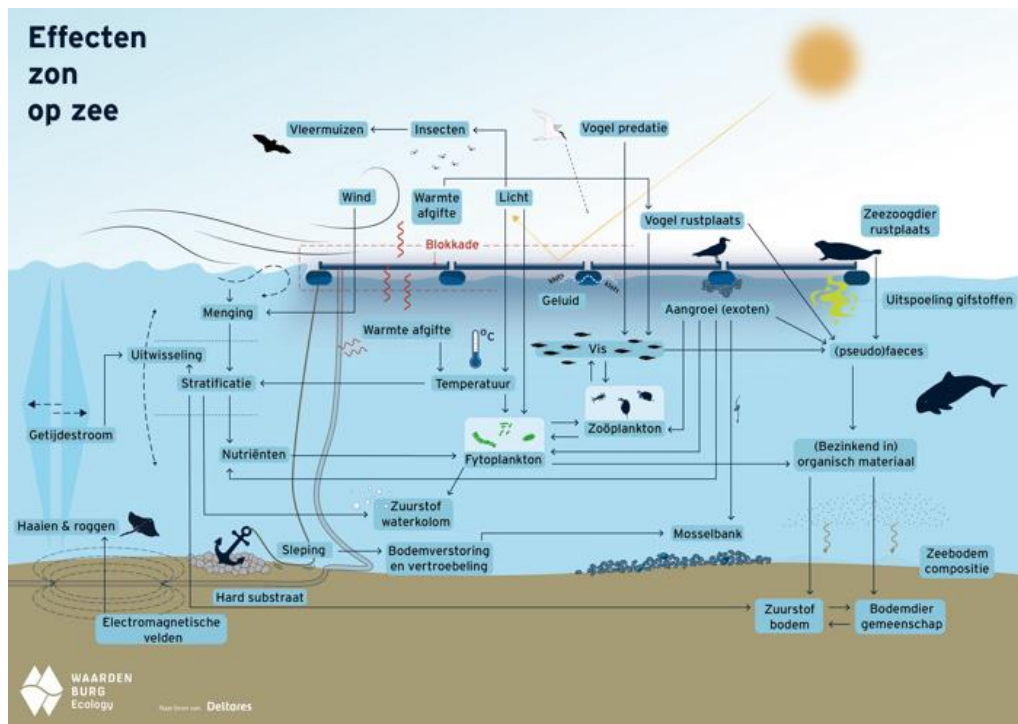 Effecten
zon
op zee
Vleermuizen
Insecten
Vogel predatie
Wind
Warmte
afgifte
Licht
Vogel rustplaats
Zeezoogdier
rustplaats
Blokkade
klots
klots
Geluid
Aangroei (exoten)
Uitspoeling gifstoffen
Menging
Warmte afgifte
°C
Uitwisseling
Vis
(pseudo)faeces
Stratificatie
Temperatuur
Getijdestroom
Zoöplankton
Nutriënten
Fytoplankton
(Bezinkend in)
organisch materiaal
Zuurstof
waterkolom
Haaien & roggen
Mosselbank
Sleping
Bodemverstoring
en vertroebeling
Zeebodem
compositie
Hard substraat
Zuurstof
bodem
Bodemdier
gemeenschap
Electromagnetische
velden
WAARDEN
BURG
Ecology
Deltares